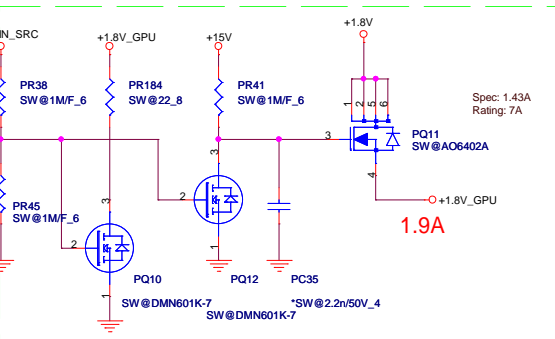 IN_SRC
+1.8V_GPU
+15V
+1.8V
PR38
SW@1M/F_6
PR184
SW@22_8
PR41
SW@1M/F_6
1
2
5
6
Spec: 1.43A
Rating: 7A
3
PQ11
SW@AO6402A
4
3
2
1
PR45
SW@1M/F_6
+1.8V_GPU
1.9A
3
2
1
PQ10
SW@DMN601K-7
PQ12
SW@DMN601K-7
PC35
*SW@2.2n/50V_4